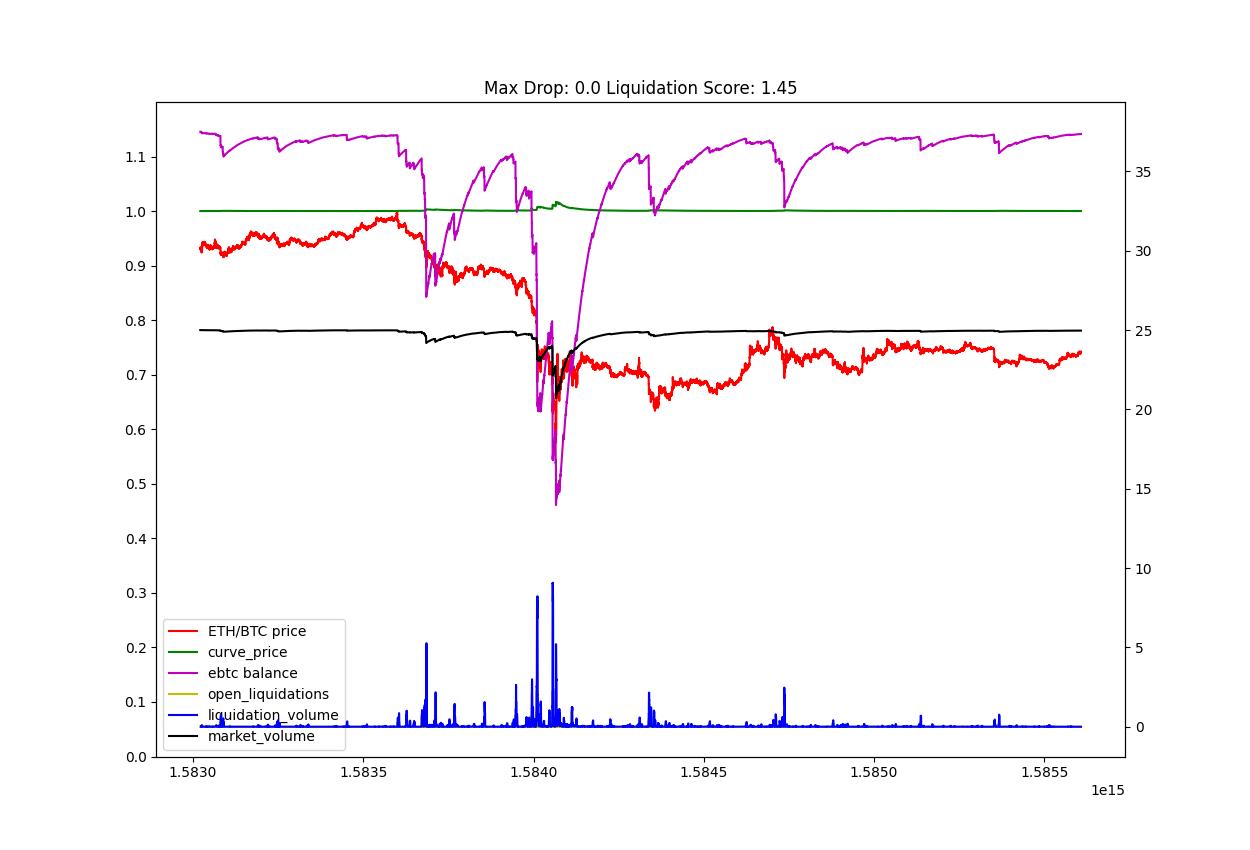 Max Drop: 0.0 Liquidation Score: 1.45
1.1
1.0
0.9
0.8
0.7
0.6
0.5
0.4
0.3
0.2
0.1
0.0
35
30
25
20
15
10
5
0
ETH/BTC price
curve_price
ebtc balance
open_liquidations
liquidation_volume
market_volume
1.5830 1.5835 1.5840 1.5845 1.5850 1.5855
1e15